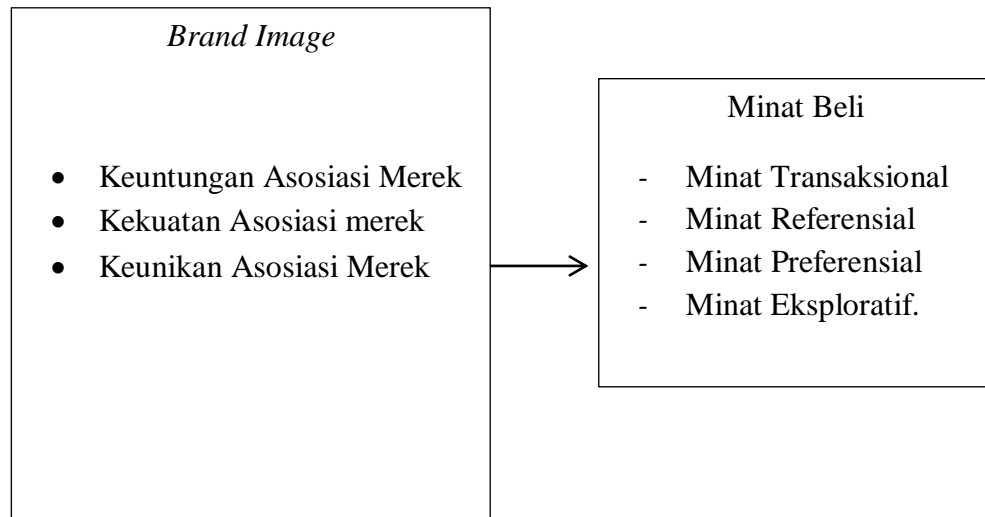 Brand Image
• Keuntungan Asosiasi Merek
• Kekuatan Asosiasi merek
• Keunikan Asosiasi Merek
Minat Beli
- Minat Transaksional
- Minat Referensial
- Minat Preferensial
- Minat Eksploratif.